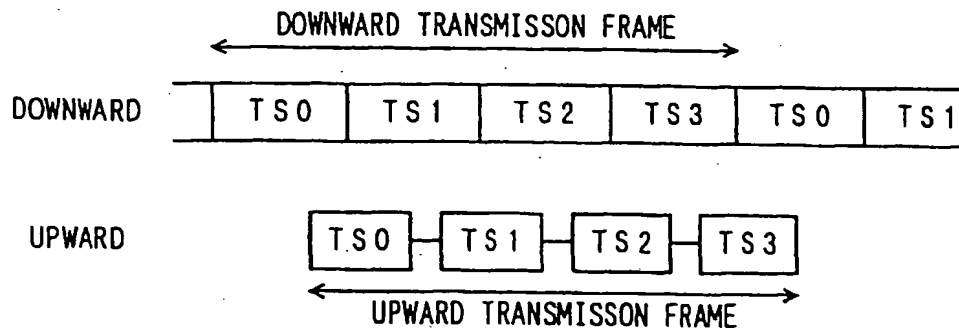 DOWNWARD TRANSMISSON FRAME
DOWNWARD TS0 TS1 TS2 TS3 TS0 TS1
UPWARD TS0 TS1 TS2 TS3
UPWARD TRANSMISSON FRAME